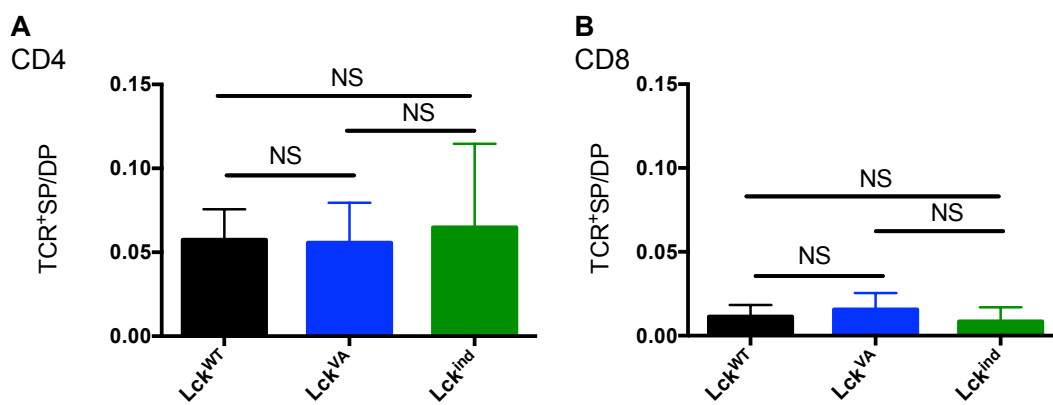 A
CD4
TCR⁺SP/DP
0.15
0.10
0.05
0.00
NS
NS
NS
Lckᵂᵀ
Lckⱽᴬ
Lckⁱⁿᵈ
B
CD8
TCR⁺SP/DP
0.15
0.10
0.05
0.00
NS
NS
NS
Lckᵂᵀ
Lckⱽᴬ
Lckⁱⁿᵈ